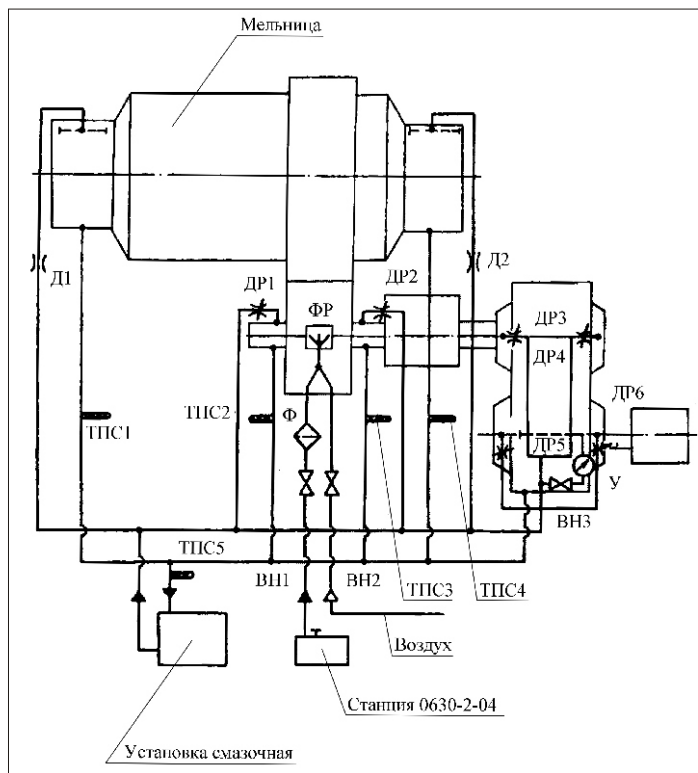 Мельница
Д1
ДР1
ДР2
Д2
ФР
ДР3
ДР4
ДР6
ТПС1
ТПС2
Ф
ДР5
У
ВН3
ТПС5
ВН1
ВН2
ТПС3
ТПС4
Воздух
Станция 0630-2-04
Установка смазочная